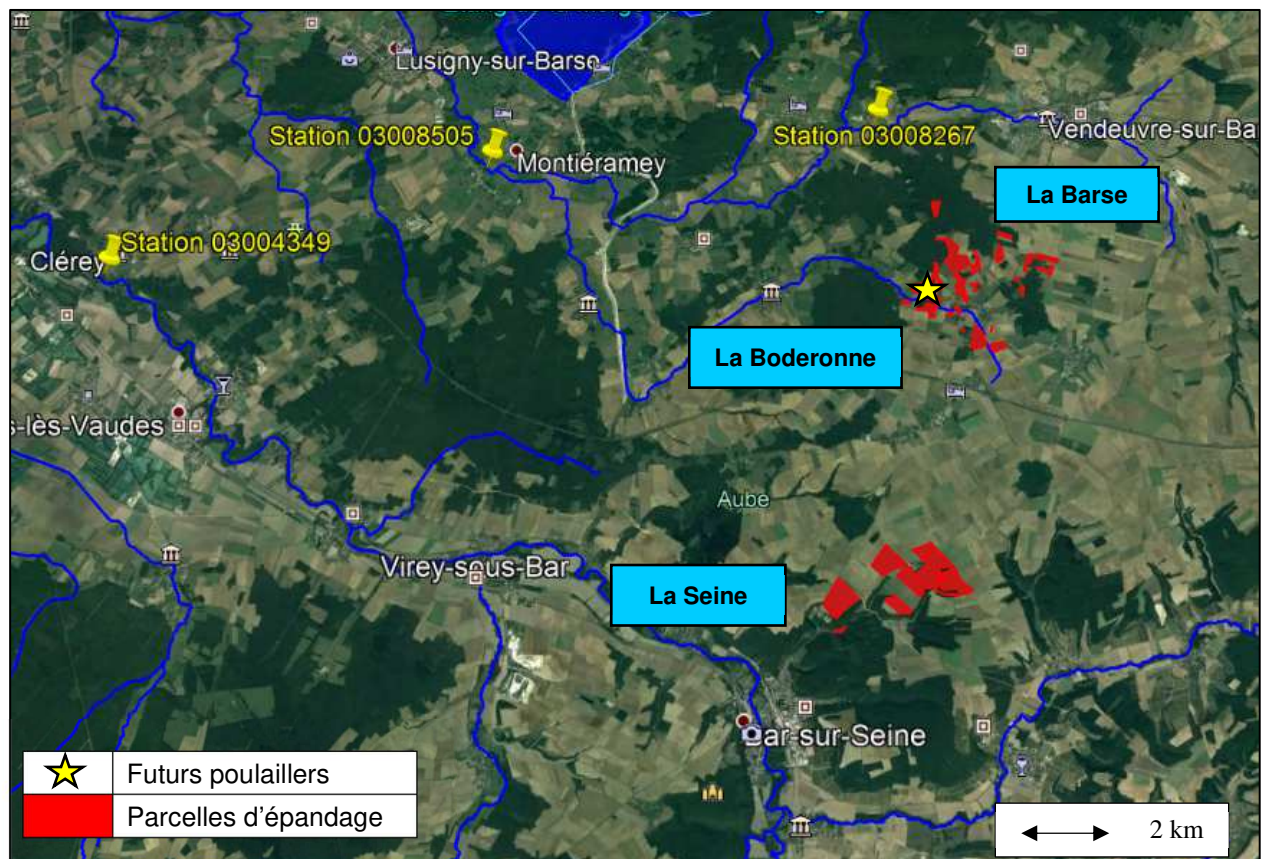 Lusigny-sur-Barse
Station 03008505
Station 03008267
Vendeuvre-sur-Ba
Montiéramey
La Barse
Station 03004349
Clérey
La Boderonne
s-lès-Vaudes
Aube
Virey-sous-Bar
La Seine
Bar-sur-Seine
Futurs poulaillers
Parcelles d'épandage
2 km